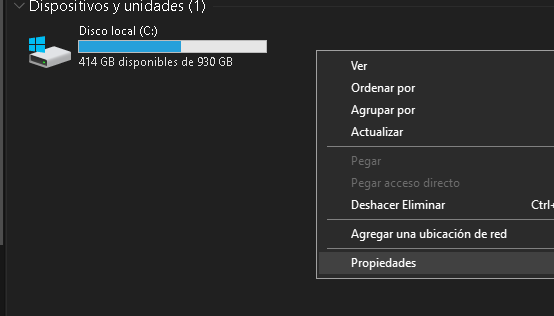 Dispositivos y unidades (1)
Disco local (C:)
414 GB disponibles de 930 GB
Ver
Ordenar por
Agrupar por
Actualizar
Pegar
Pegar acceso directo
Deshacer Eliminar Ctrl+
Agregar una ubicación de red
Propiedades